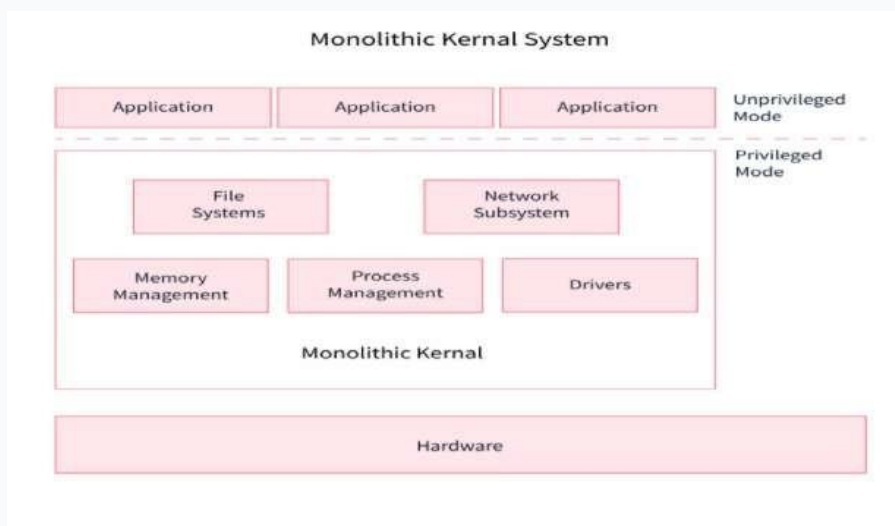 Monolithic Kernal System
Application
Application
Application
Unprivileged
Mode
Privileged
Mode
File
Systems
Network
Subsystem
Memory
Management
Process
Management
Drivers
Monolithic Kernal
Hardware